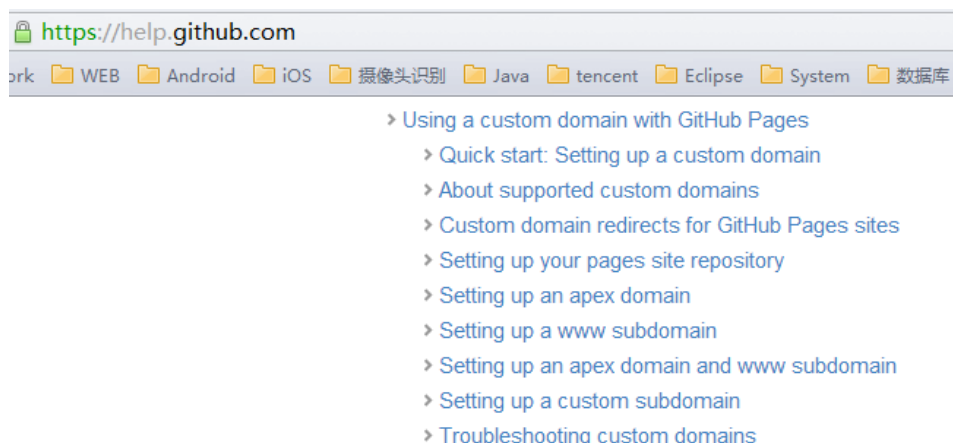 https://help.github.com
WEB Android iOS 摄像头识别 Java tencent Eclipse System 数据库
Using a custom domain with GitHub Pages
Quick start: Setting up a custom domain
About supported custom domains
Custom domain redirects for GitHub Pages sites
Setting up your pages site repository
Setting up an apex domain
Setting up a www subdomain
Setting up an apex domain and www subdomain
Setting up a custom subdomain
Troubleshooting custom domains